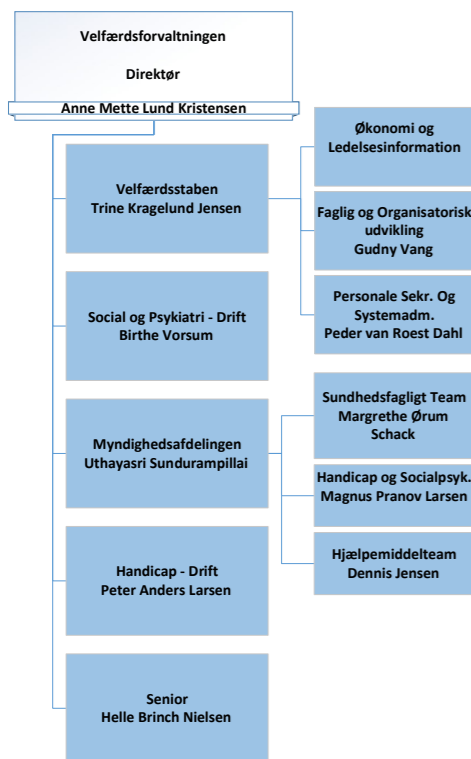 Velfærdsforvaltningen
Direktør
Anne Mette Lund Kristensen
Velfærdsstaben
Trine Kragelund Jensen
Økonomi og
Ledelsesinformation
Faglig og Organisatorisk
udvikling
Gudny Vang
Personale Sekr. Og
Systemadm.
Peder van Roest Dahl
Social og Psykiatri - Drift
Birthe Vorsum
Myndighedsafdelingen
Uthayasri Sundurampillai
Sundhedsfagligt Team
Margrethe Ørum
Schack
Handicap og Socialpsyk.
Magnus Pranov Larsen
Hjælpemiddelteam
Dennis Jensen
Handicap - Drift
Peter Anders Larsen
Senior
Helle Brinch Nielsen